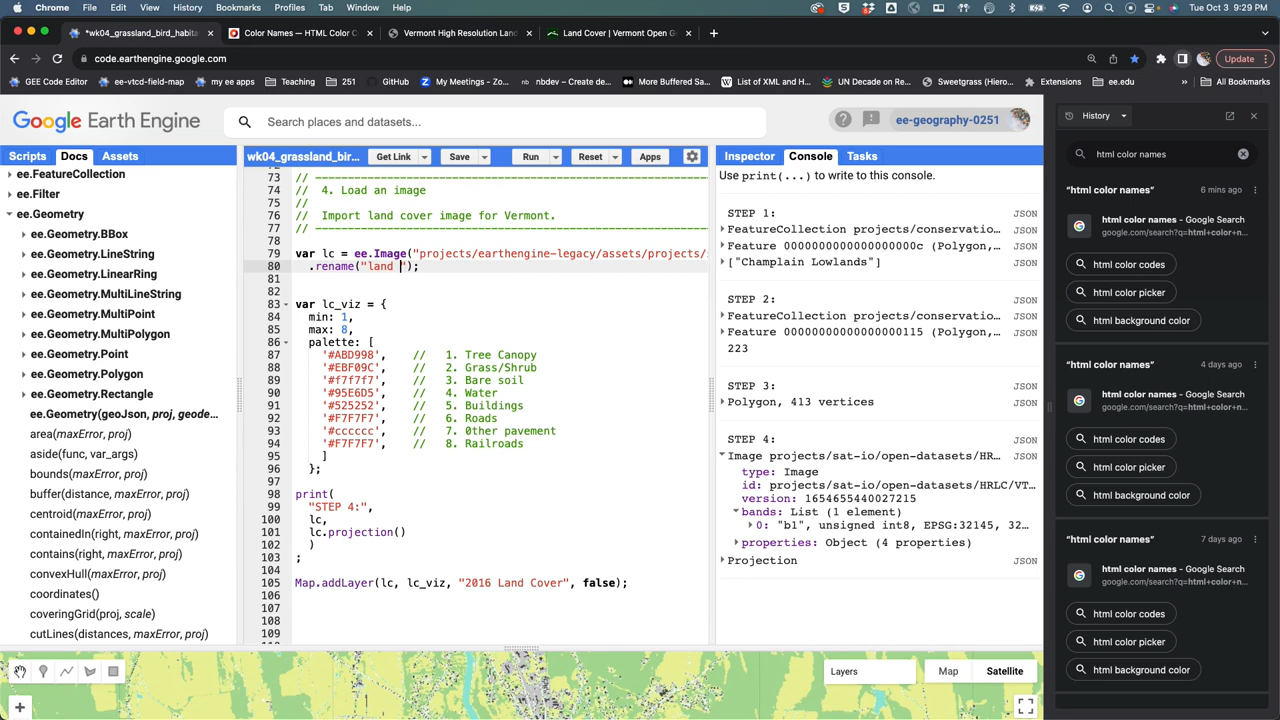 Chrome File Edit View History Bookmarks Profiles Tab Window Help Tue Oct 3 9:29 PM
*wk04_grassland_bird_habita
Color Names — HTML Color C
Vermont High Resolution Land
Land Cover | Vermont Open G
code.earthengine.google.com
Update
GEE Code Editor ee-vtcd-field-map my ee apps Teaching 251 GitHub My Meetings - Zo... nbdev – Create de... More Buffered Sa... List of XML and H... UN Decade on Re... Sweetgrass (Hiero... Extensions ee.edu » All Bookmarks
Google Earth Engine
Search places and datasets...
ee-geography-0251
Scripts Docs Assets
ee.FeatureCollection
ee.Filter
ee.Geometry
ee.Geometry.BBox
ee.Geometry.LineString
ee.Geometry.LinearRing
ee.Geometry.MultiLineString
ee.Geometry.MultiPoint
ee.Geometry.MultiPolygon
ee.Geometry.Point
ee.Geometry.Polygon
ee.Geometry.Rectangle
ee.Geometry(geoJson, proj, geode...
area(maxError, proj)
aside(func, var_args)
bounds(maxError, proj)
buffer(distance, maxError, proj)
centroid(maxError, proj)
containedIn(right, maxError, proj)
contains(right, maxError, proj)
convexHull(maxError, proj)
coordinates()
coveringGrid(proj, scale)
cutLines(distances, maxError, proj)
wk04_grassland_bir... Get Link Save Run Reset Apps
73 // -----------------------------------------------------------------
74 // 4. Load an image
75 //
76 // Import land cover image for Vermont.
77 // -----------------------------------------------------------------
78
79 var lc = ee.Image("projects/earthengine-legacy/assets/projects/
80 .rename("land ");
81
82
83 var lc_viz = {
84 min: 1,
85 max: 8,
86 palette: [
87 '#ABD998', // 1. Tree Canopy
88 '#EBF09C', // 2. Grass/Shrub
89 '#f7f7f7', // 3. Bare soil
90 '#95E6D5', // 4. Water
91 '#525252', // 5. Buildings
92 '#F7F7F7', // 6. Roads
93 '#cccccc', // 7. 0ther pavement
94 '#F7F7F7', // 8. Railroads
95 ]
96 };
97
98 print(
99 "STEP 4:",
100 lc,
101 lc.projection()
102 )
103 ;
104
105 Map.addLayer(lc, lc_viz, "2016 Land Cover", false);
106
107
108
109
Inspector Console Tasks
Use print(...) to write to this console.
STEP 1: JSON
FeatureCollection projects/conservatio... JSON
Feature 0000000000000000000c (Polygon,... JSON
["Champlain Lowlands"] JSON
STEP 2: JSON
FeatureCollection projects/conservatio... JSON
Feature 00000000000000000115 (Polygon,... JSON
223 JSON
STEP 3: JSON
Polygon, 413 vertices JSON
STEP 4: JSON
Image projects/sat-io/open-datasets/HR... JSON
type: Image
id: projects/sat-io/open-datasets/HRLC/VT...
version: 1654655440027215
bands: List (1 element)
0: "b1", unsigned int8, EPSG:32145, 32...
properties: Object (4 properties)
Projection JSON
Layers Map Satellite
History
html color names
“html color names” 6 mins ago
html color names - Google Search
google.com/search?q=html+color+n...
html color codes
html color picker
html background color
“html color names” 4 days ago
html color names - Google Search
google.com/search?q=html+color+n...
html color codes
html color picker
html background color
“html color names” 7 days ago
html color names - Google Search
google.com/search?q=html+color+n...
html color codes
html color picker
html background color